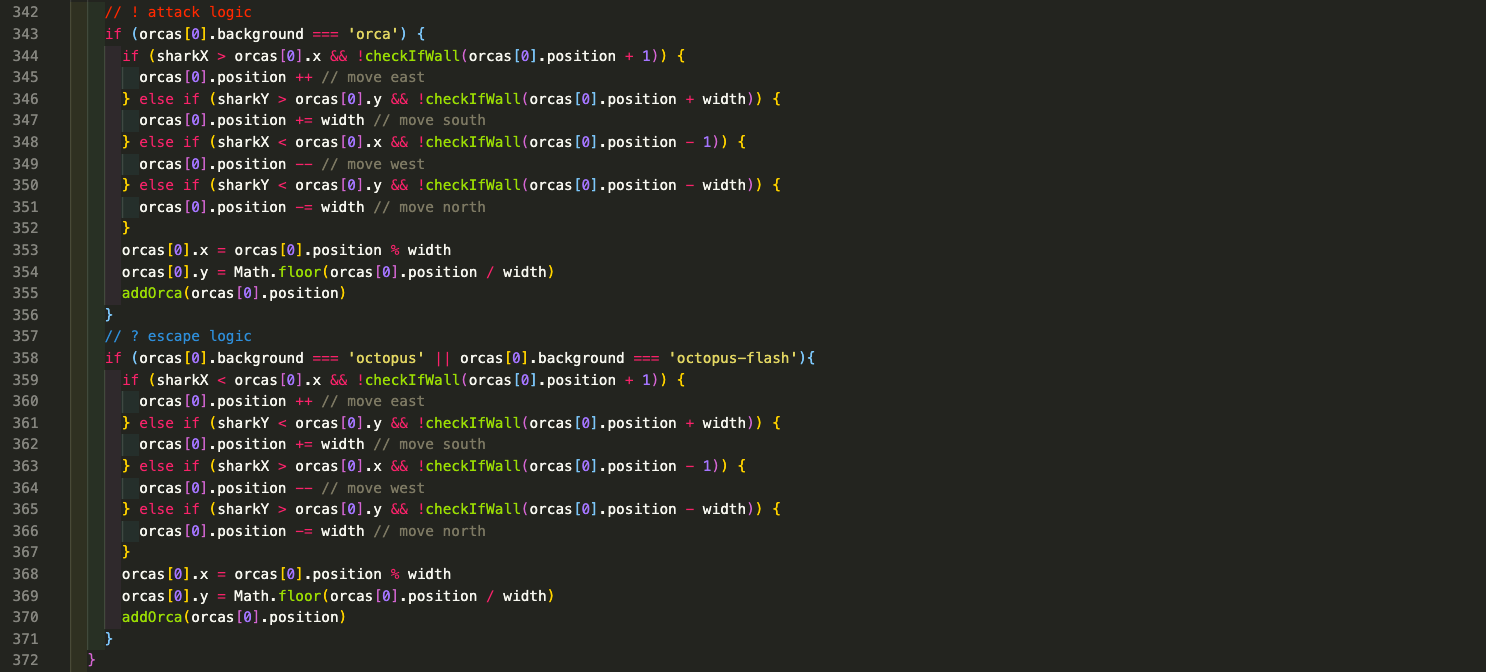 342 // ! attack logic
343 if (orcas[0].background === 'orca') {
344 if (sharkX > orcas[0].x && !checkIfWall(orcas[0].position + 1)) {
345 orcas[0].position ++ // move east
346 } else if (sharkY > orcas[0].y && !checkIfWall(orcas[0].position + width)) {
347 orcas[0].position += width // move south
348 } else if (sharkX < orcas[0].x && !checkIfWall(orcas[0].position - 1)) {
349 orcas[0].position -- // move west
350 } else if (sharkY < orcas[0].y && !checkIfWall(orcas[0].position - width)) {
351 orcas[0].position -= width // move north
352 }
353 orcas[0].x = orcas[0].position % width
354 orcas[0].y = Math.floor(orcas[0].position / width)
355 addOrca(orcas[0].position)
356 }
357 // ? escape logic
358 if (orcas[0].background === 'octopus' || orcas[0].background === 'octopus-flash'){
359 if (sharkX < orcas[0].x && !checkIfWall(orcas[0].position + 1)) {
360 orcas[0].position ++ // move east
361 } else if (sharkY < orcas[0].y && !checkIfWall(orcas[0].position + width)) {
362 orcas[0].position += width // move south
363 } else if (sharkX > orcas[0].x && !checkIfWall(orcas[0].position - 1)) {
364 orcas[0].position -- // move west
365 } else if (sharkY > orcas[0].y && !checkIfWall(orcas[0].position - width)) {
366 orcas[0].position -= width // move north
367 }
368 orcas[0].x = orcas[0].position % width
369 orcas[0].y = Math.floor(orcas[0].position / width)
370 addOrca(orcas[0].position)
371 }
372 }